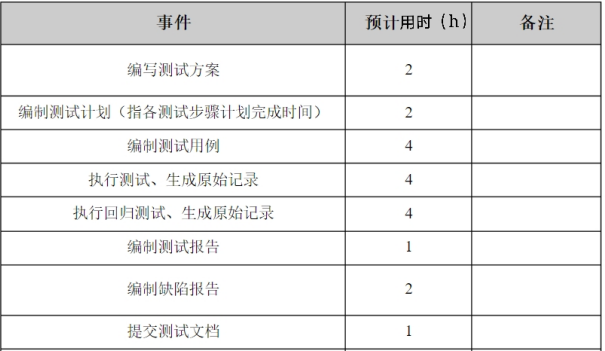 事件 预计用时（h） 备注
编写测试方案 2
编制测试计划（指各测试步骤计划完成时间） 2
编制测试用例 4
执行测试、生成原始记录 4
执行回归测试、生成原始记录 4
编制测试报告 1
编制缺陷报告 2
提交测试文档 1